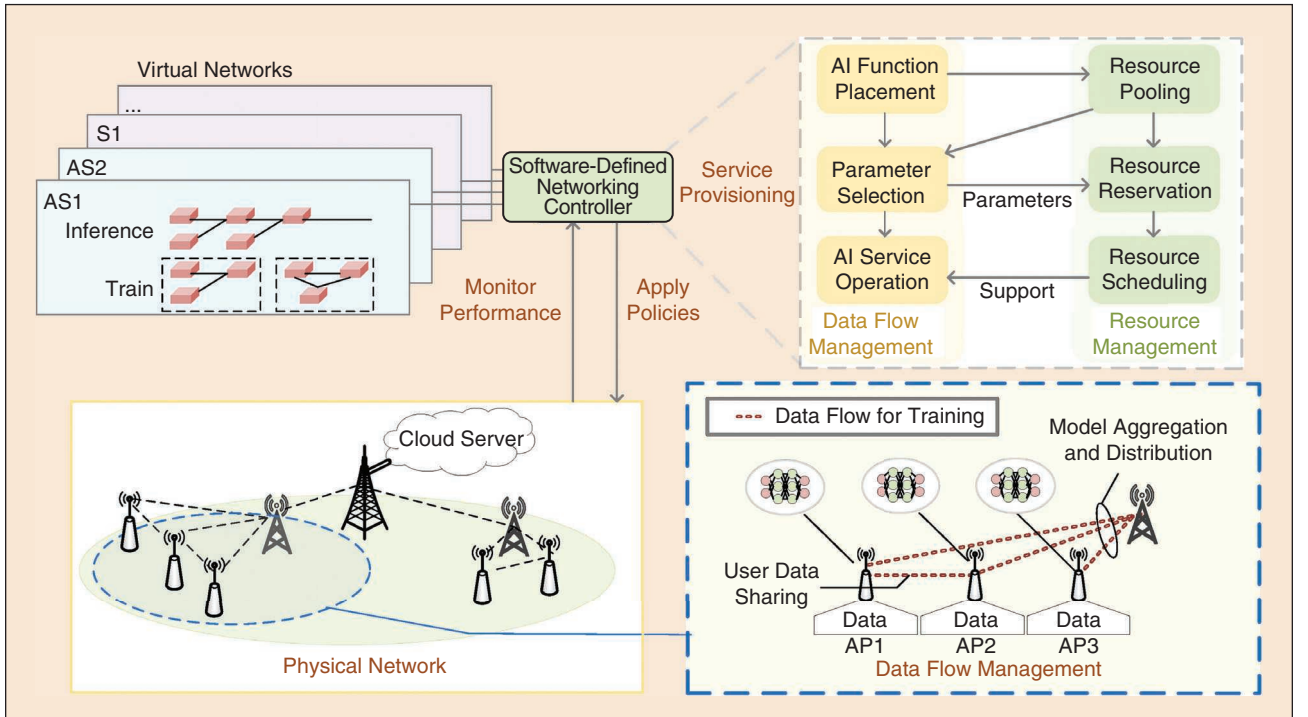 Virtual Networks
...
S1
AS2
AS1
Inference
Train
Software-Defined
Networking
Controller
Service
Provisioning
Monitor
Performance
Apply
Policies
AI Function
Placement
Resource
Pooling
Parameter
Selection
Parameters
Resource
Reservation
AI Service
Operation
Support
Resource
Scheduling
Data Flow
Management
Resource
Management
Cloud Server
Physical Network
Data Flow for Training
Model Aggregation
and Distribution
User Data
Sharing
Data
Data
Data
AP1
AP2
AP3
Data Flow Management